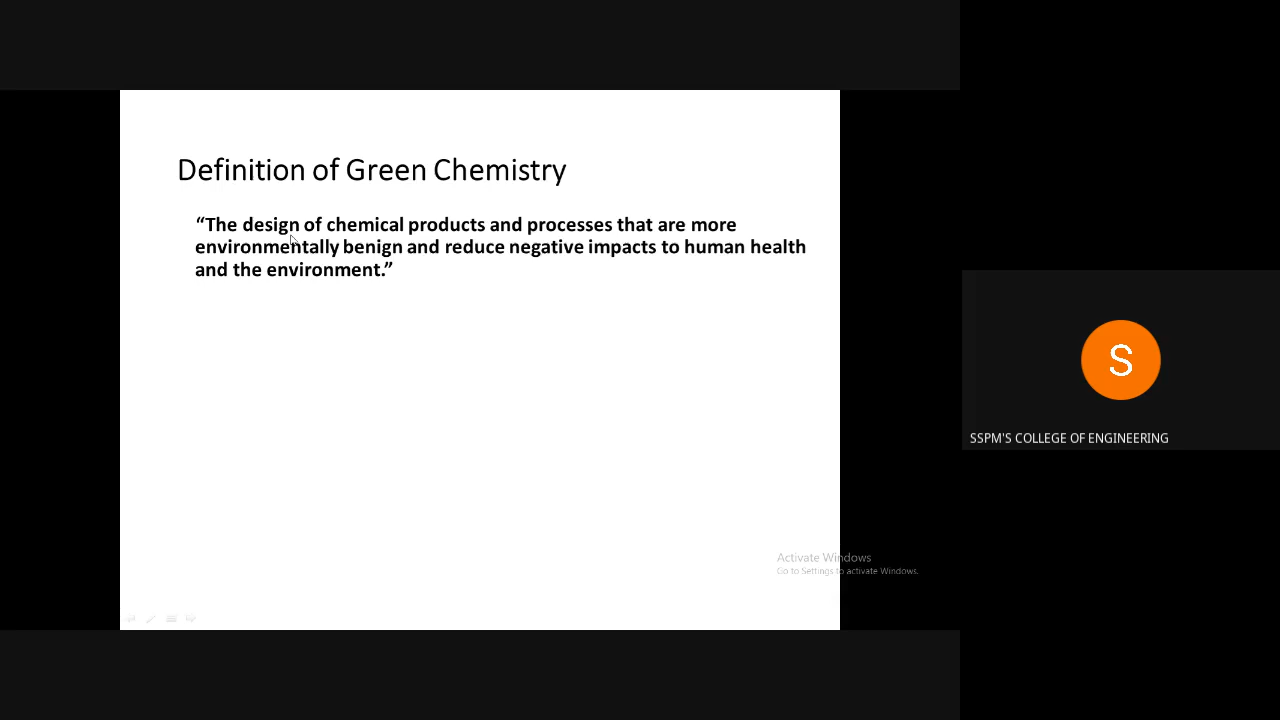 Definition of Green Chemistry
“The design of chemical products and processes that are more
environmentally benign and reduce negative impacts to human health
and the environment.”
S
SSPM'S COLLEGE OF ENGINEERING
Activate Windows
Go to Settings to activate Windows.